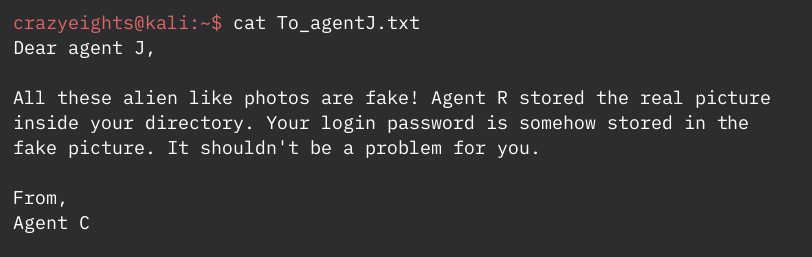 crazyeights@kali:~$ cat To_agentJ.txt
Dear agent J,
All these alien like photos are fake! Agent R stored the real picture
inside your directory. Your login password is somehow stored in the
fake picture. It shouldn't be a problem for you.
From,
Agent C